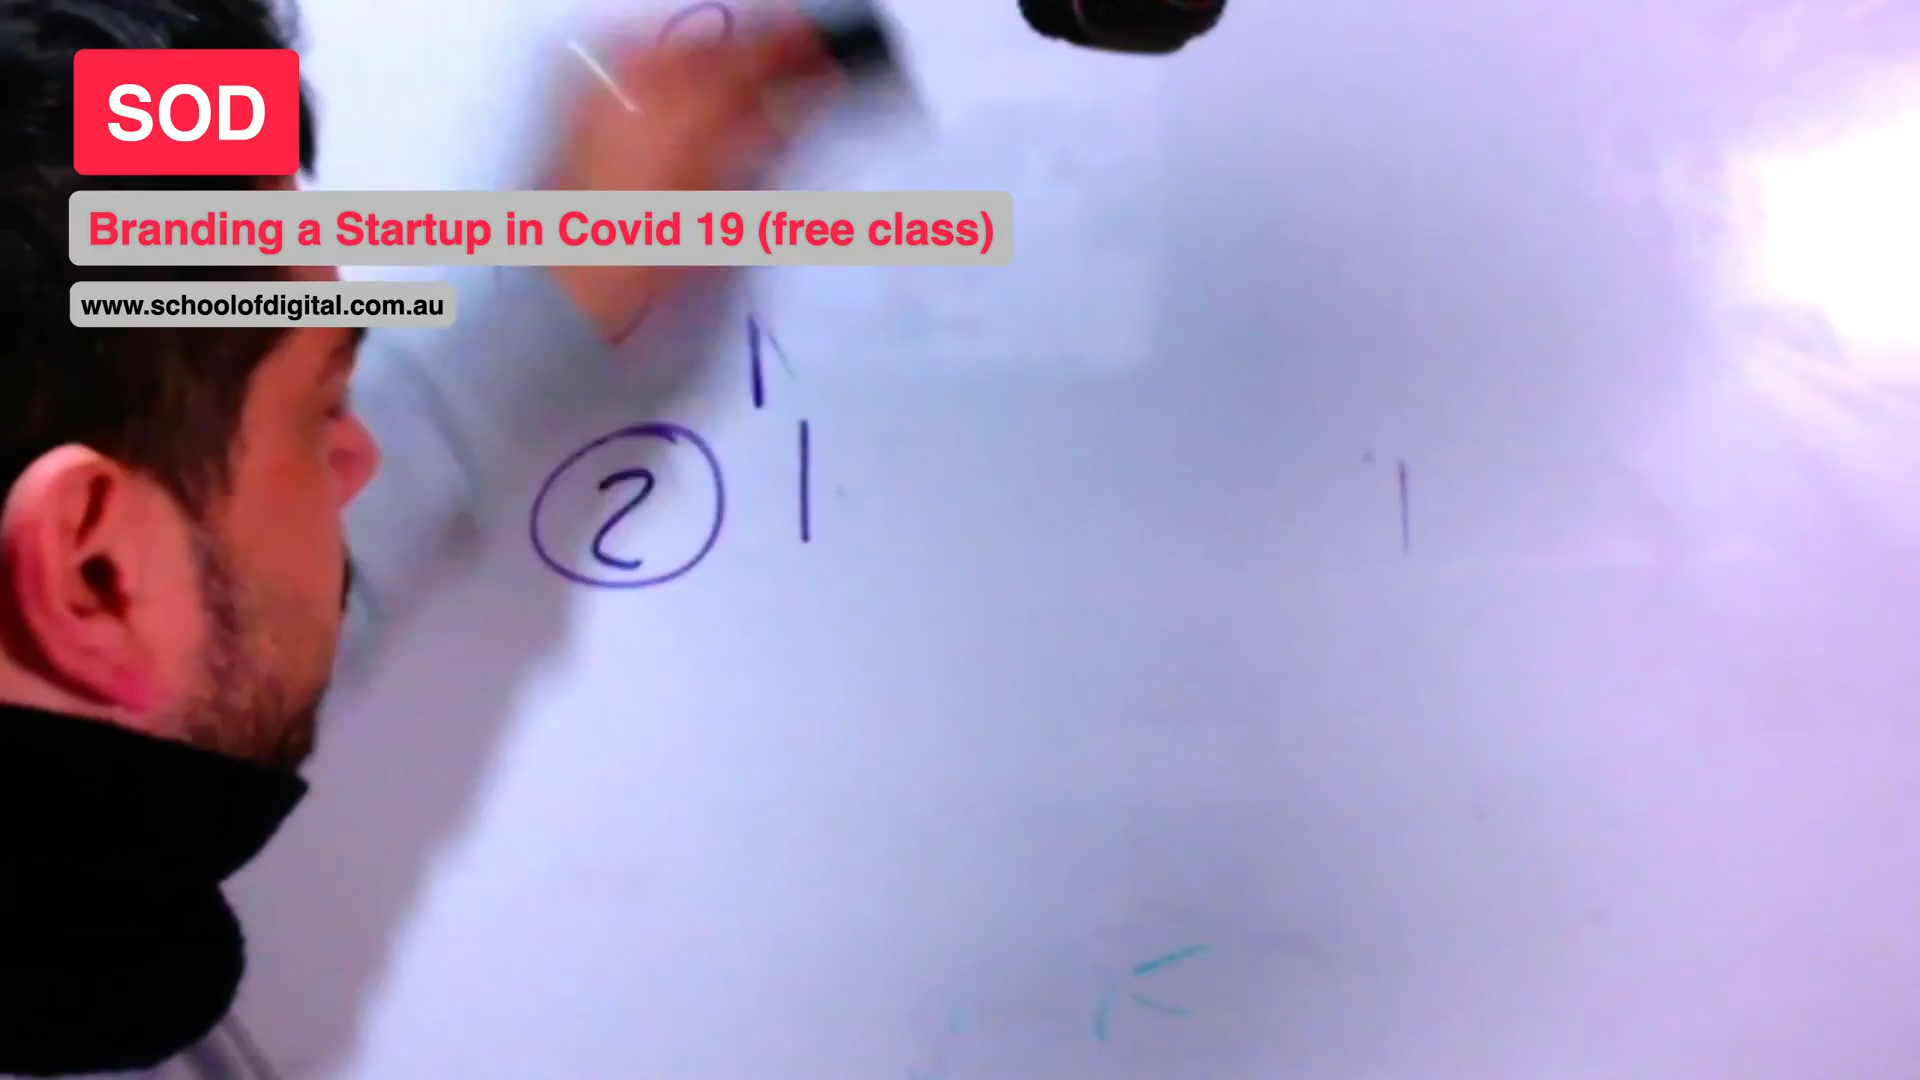 SOD
Branding a Startup in Covid 19 (free class)
www.schoolofdigital.com.au
2